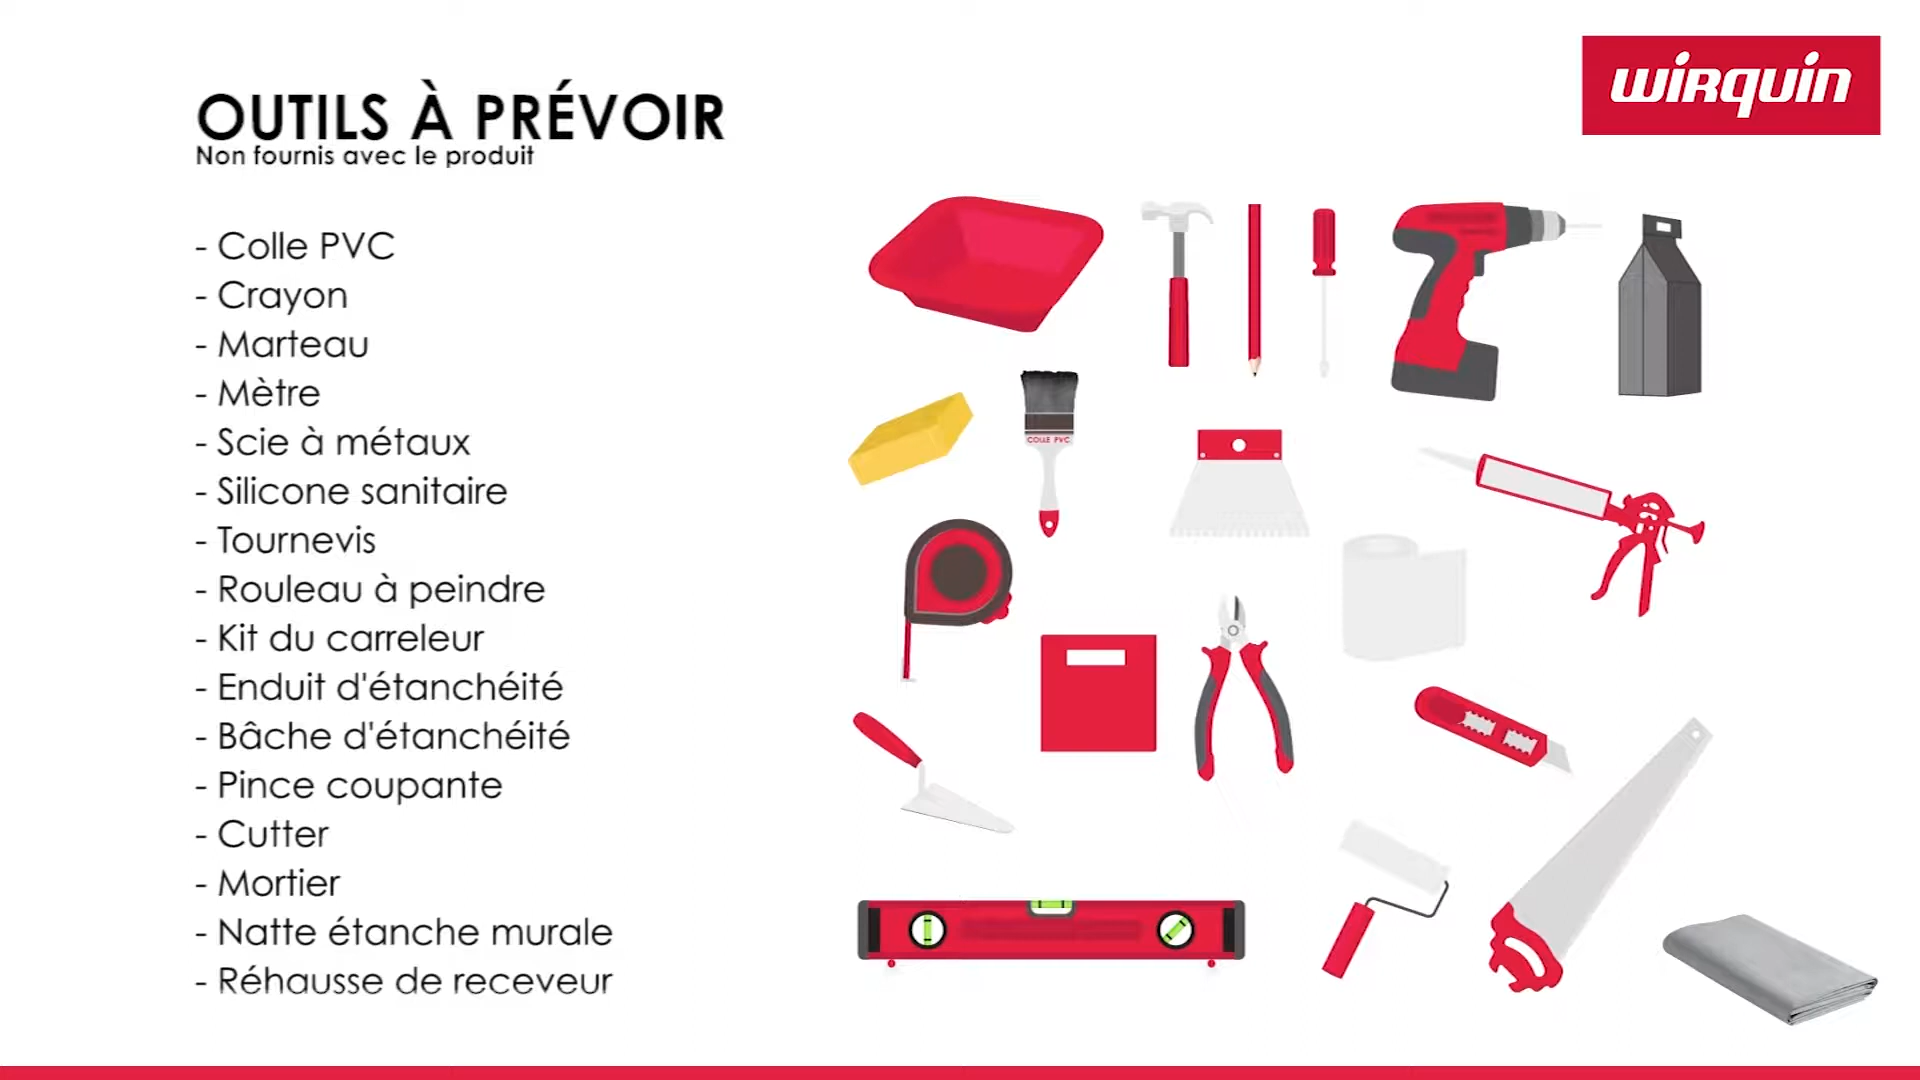 wirquin
OUTILS À PRÉVOIR
Non fournis avec le produit
- Colle PVC
- Crayon
- Marteau
- Mètre
- Scie à métaux
- Silicone sanitaire
- Tournevis
- Rouleau à peindre
- Kit du carreleur
- Enduit d'étanchéité
- Bâche d'étanchéité
- Pince coupante
- Cutter
- Mortier
- Natte étanche murale
- Réhausse de receveur
COLLE PVC